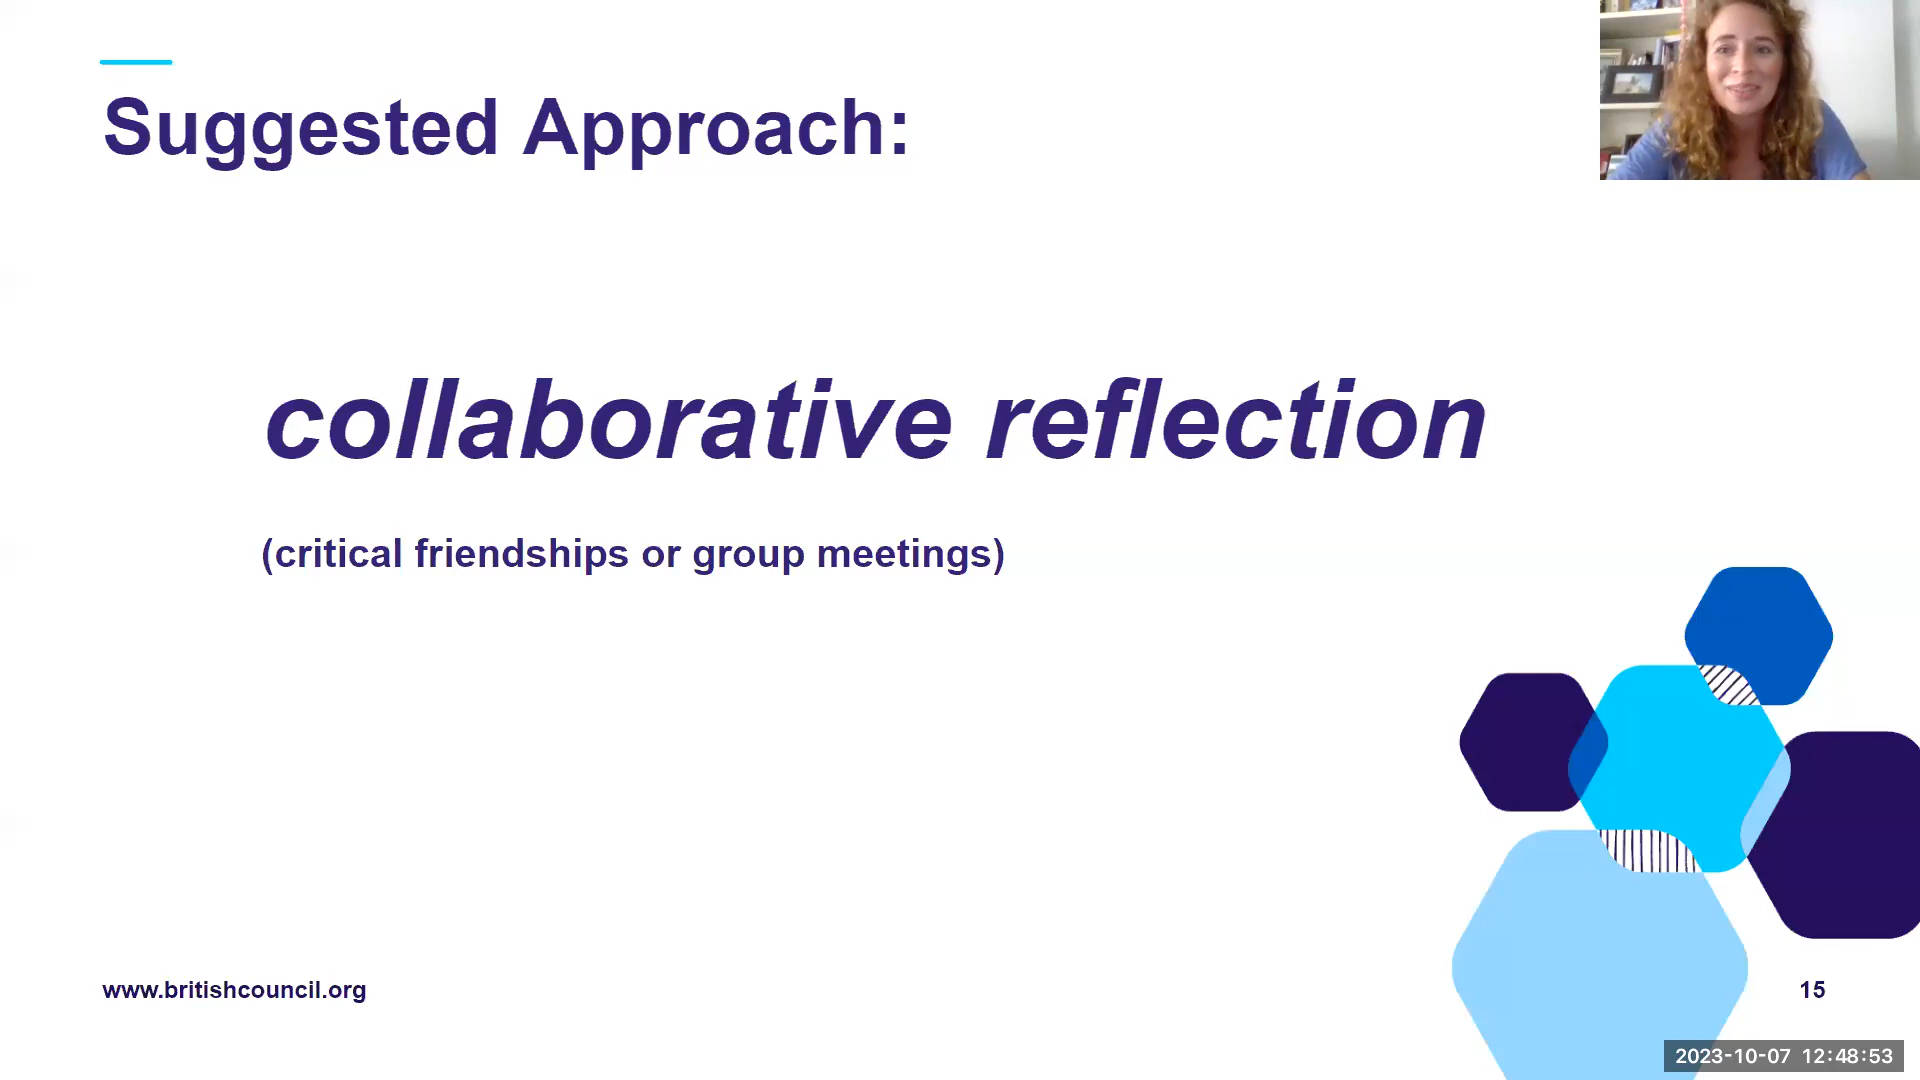 Suggested Approach:
collaborative reflection
(critical friendships or group meetings)
www.britishcouncil.org
15
2023-10-07 12:48:53